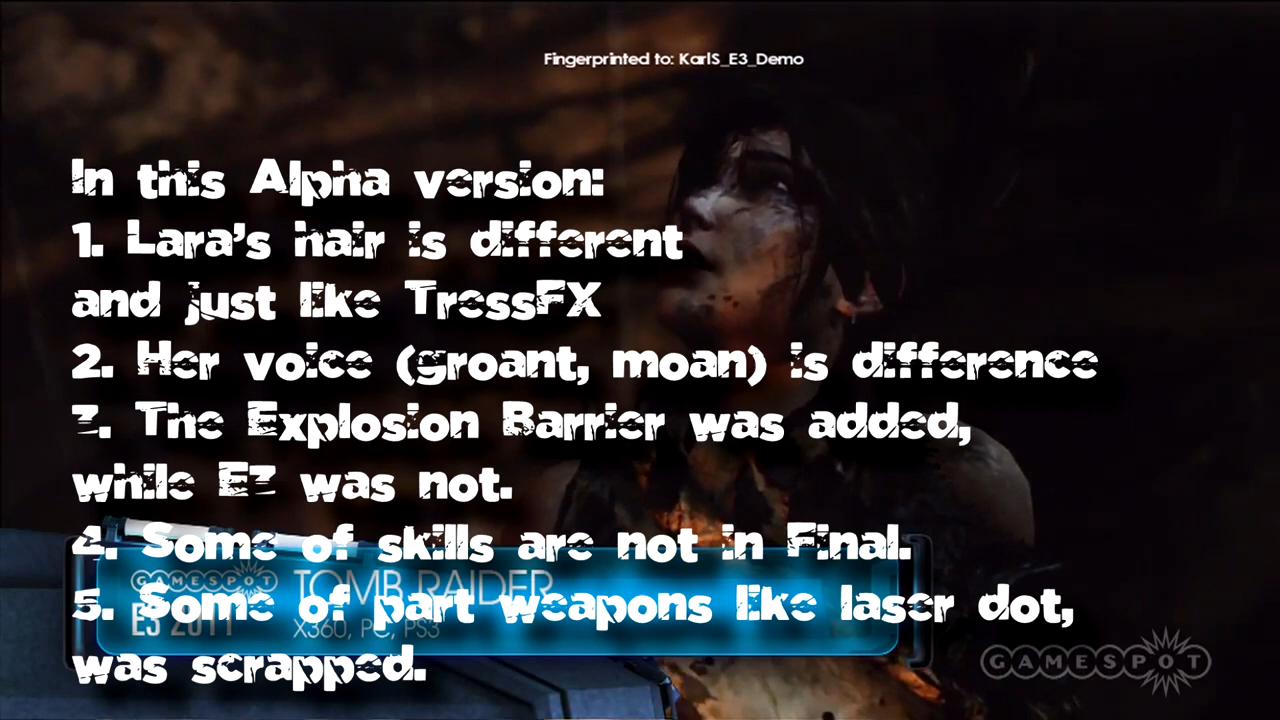 Fingerprinted to: KarlS_E3_Demo
In this Alpha version:
1. Lara's hair is different
and just like TressFX
2. Her voice (groant, moan) is difference
3. The Explosion Barrier was added,
while E3 was not.
4. Some of skills are not in Final.
GAMESPOT TOMB RAIDER
5. Some of part weapons like laser dot,
E3 2011 X360, PC, PS3
was scrapped.
GAMESPOT